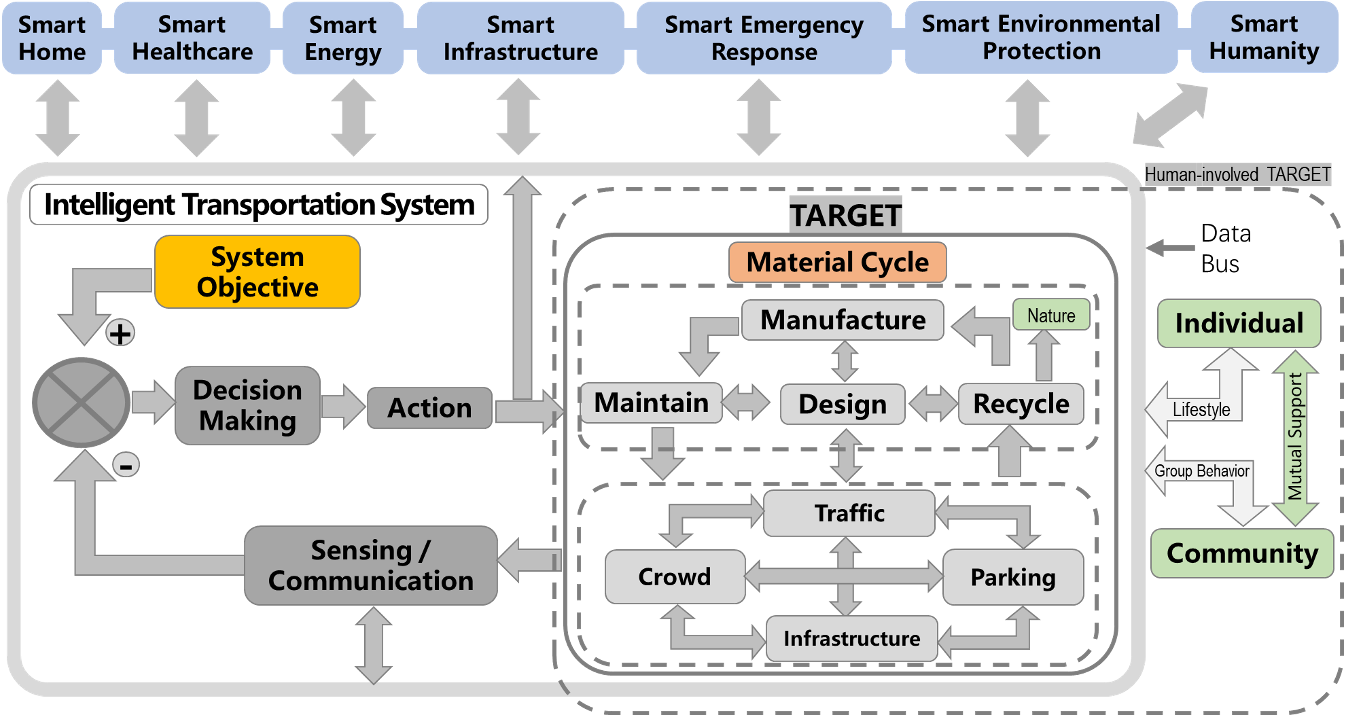 Smart
Home
Smart
Healthcare
Smart
Energy
Smart
Infrastructure
Smart Emergency
Response
Smart Environmental
Protection
Smart
Humanity
Human-involved TARGET
Intelligent Transportation System
TARGET
System
Objective
Material Cycle
Data
Bus
+
Manufacture
Nature
Individual
Decision
Making
Action
Maintain
Design
Recycle
Lifestyle
Mutual Support
-
Group Behavior
Traffic
Sensing /
Communication
Crowd
Parking
Community
Infrastructure